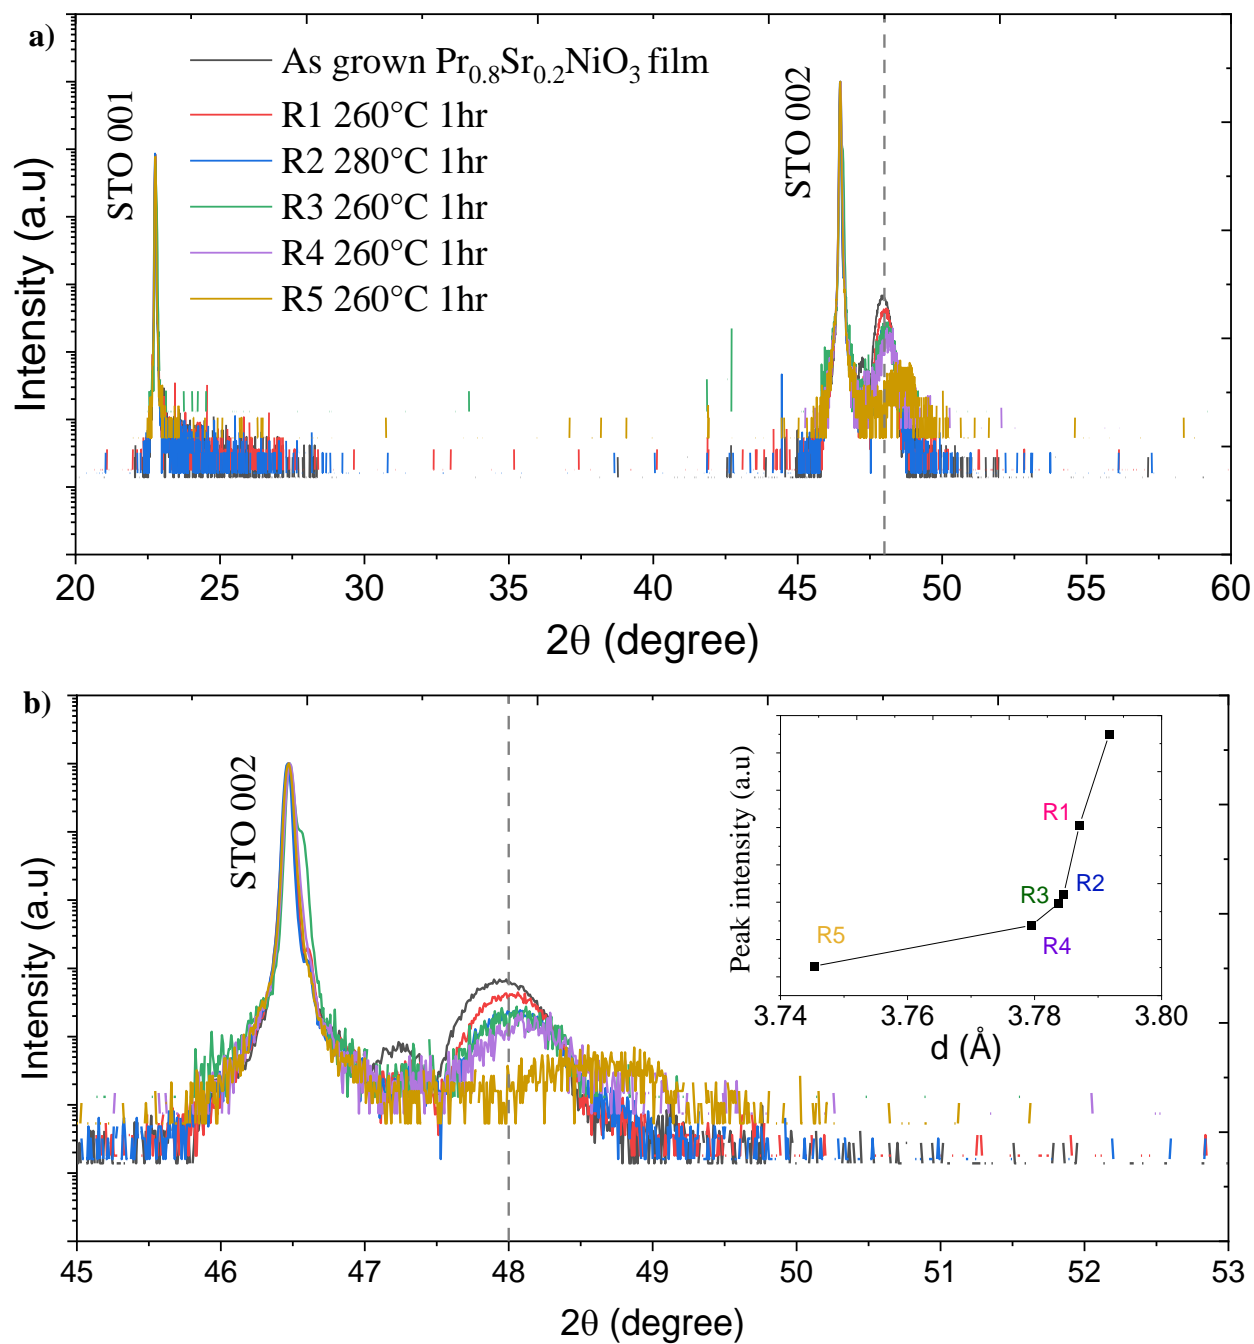 a)
As grown Pr0.8Sr0.2NiO3 film
R1 260°C 1hr
R2 280°C 1hr
R3 260°C 1hr
R4 260°C 1hr
R5 260°C 1hr
STO 001
STO 002
Intensity (a.u)
20 25 30 35 40 45 50 55 60
2θ (degree)
b)
STO 002
Intensity (a.u)
Peak intensity (a.u)
R1
R2
R3
R4
R5
3.74 3.76 3.78 3.80
d (Å)
45 46 47 48 49 50 51 52 53
2θ (degree)